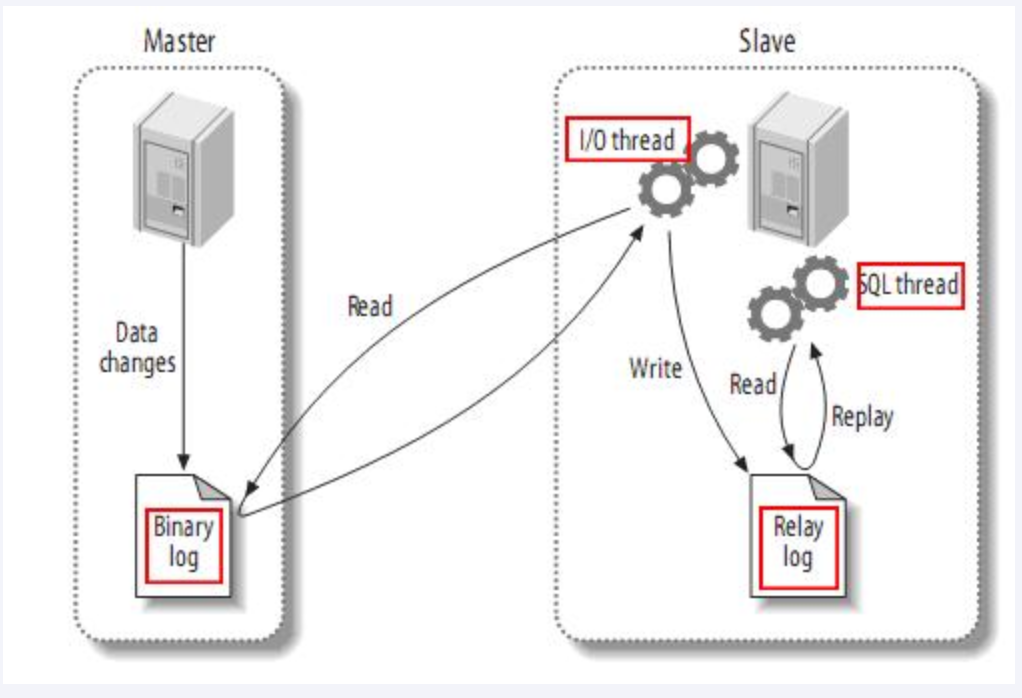 Master
Slave
I/O thread
SQL thread
Read
Data
changes
Write
Read
Replay
Binary
log
Relay
log